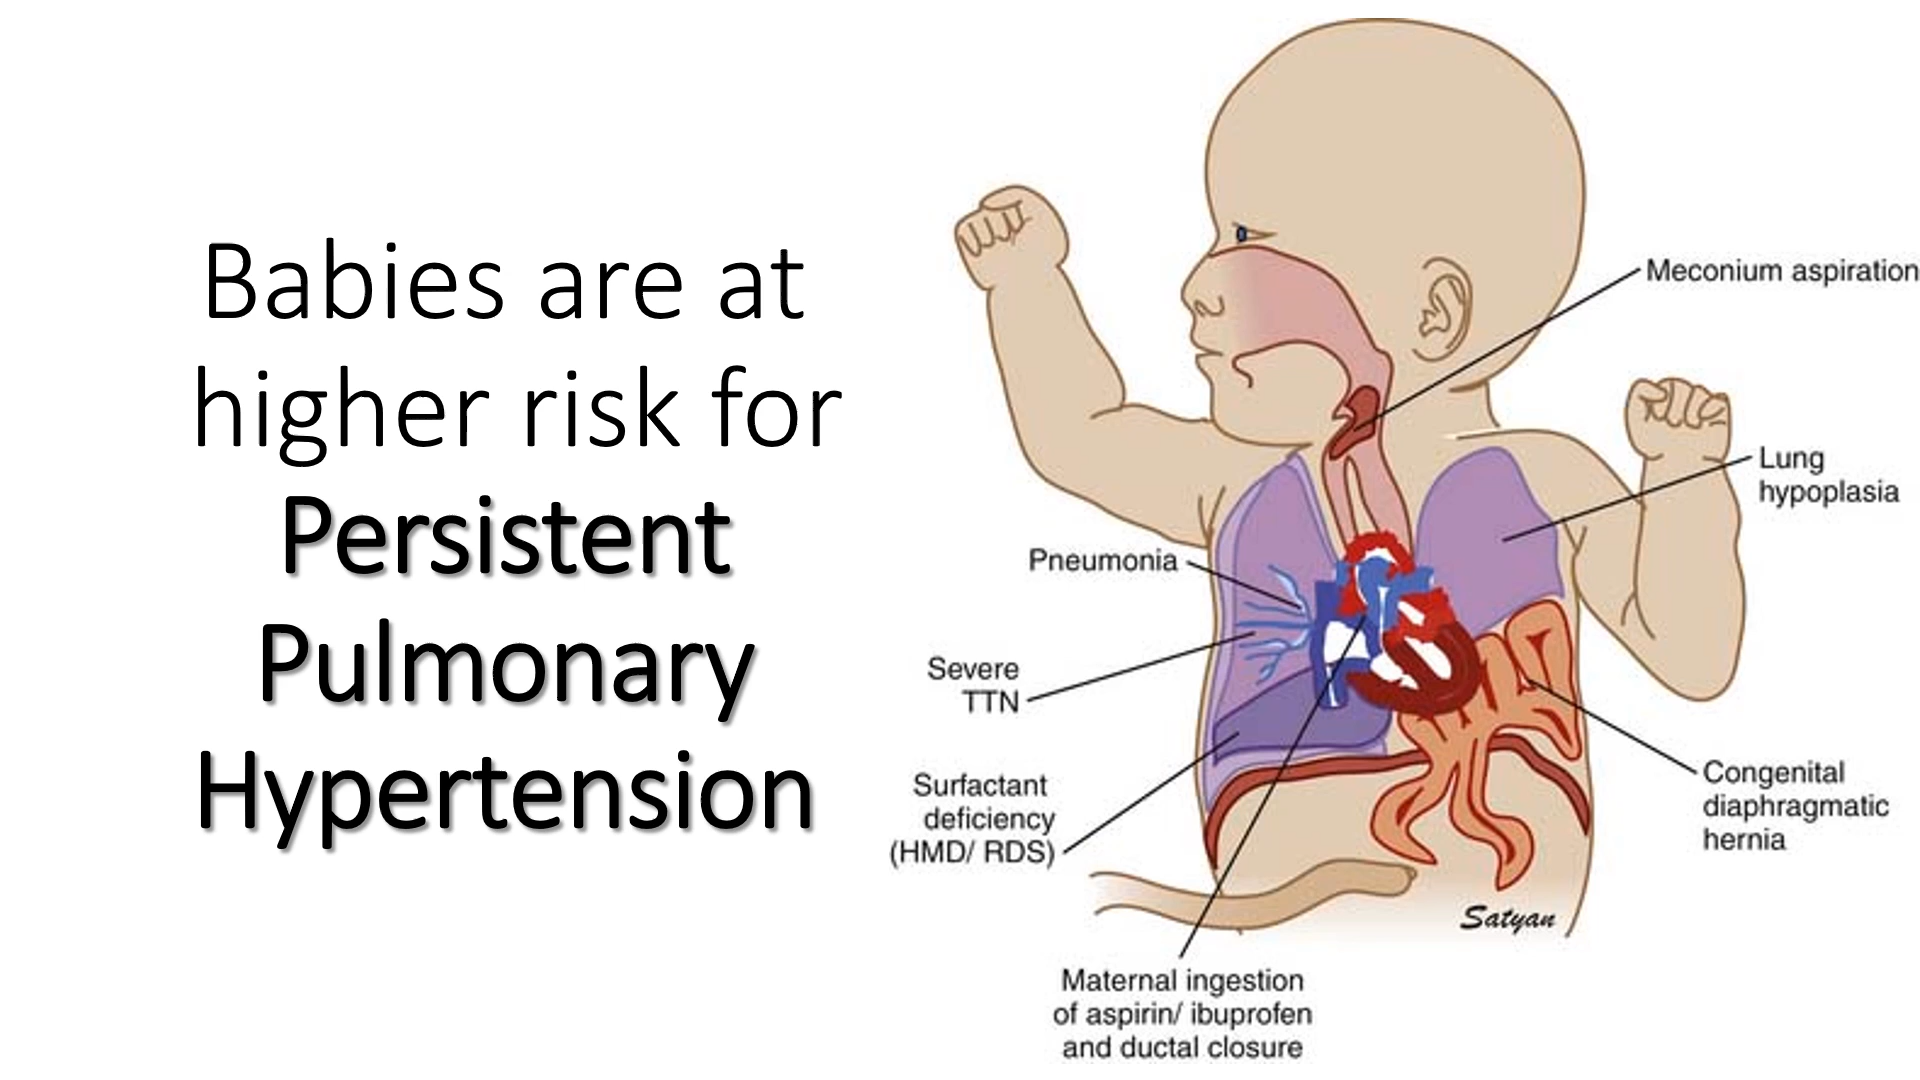 Babies are at
higher risk for
Persistent
Pulmonary
Hypertension
Meconium aspiration
Lung
hypoplasia
Pneumonia
Severe
TTN
Surfactant
deficiency
(HMD/ RDS)
Congenital
diaphragmatic
hernia
Satyan
Maternal ingestion
of aspirin/ ibuprofen
and ductal closure